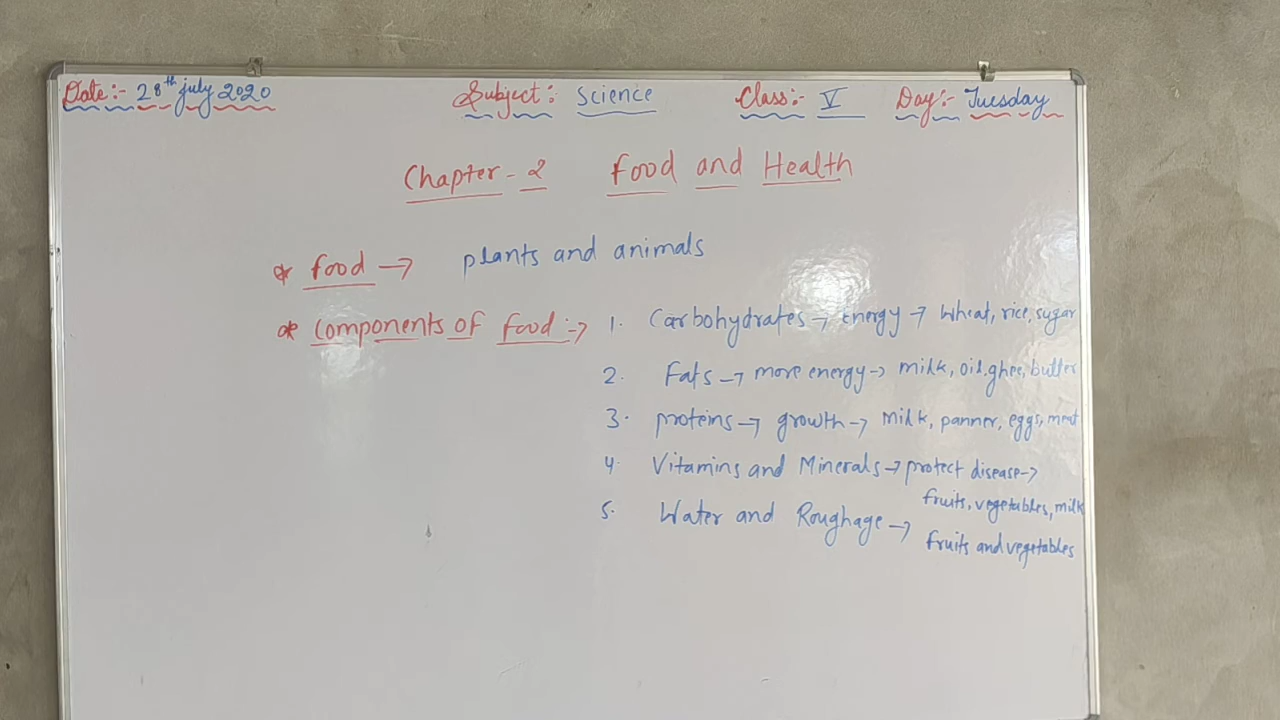 Date:- 28th july 2020 Subject: Science Class:- V Day:- Tuesday
Chapter-2 Food and Health
* food → plants and animals
* Components of food :→ 1. Carbohydrates → Energy → Wheat, rice, sugar
2. Fats → more energy → milk, oil, ghee, butter
3. proteins → growth → Milk, panner, eggs, meat
4. Vitamins and Minerals → protect disease →
fruits, vegetables, milk
5. Water and Roughage →
fruits and vegetables